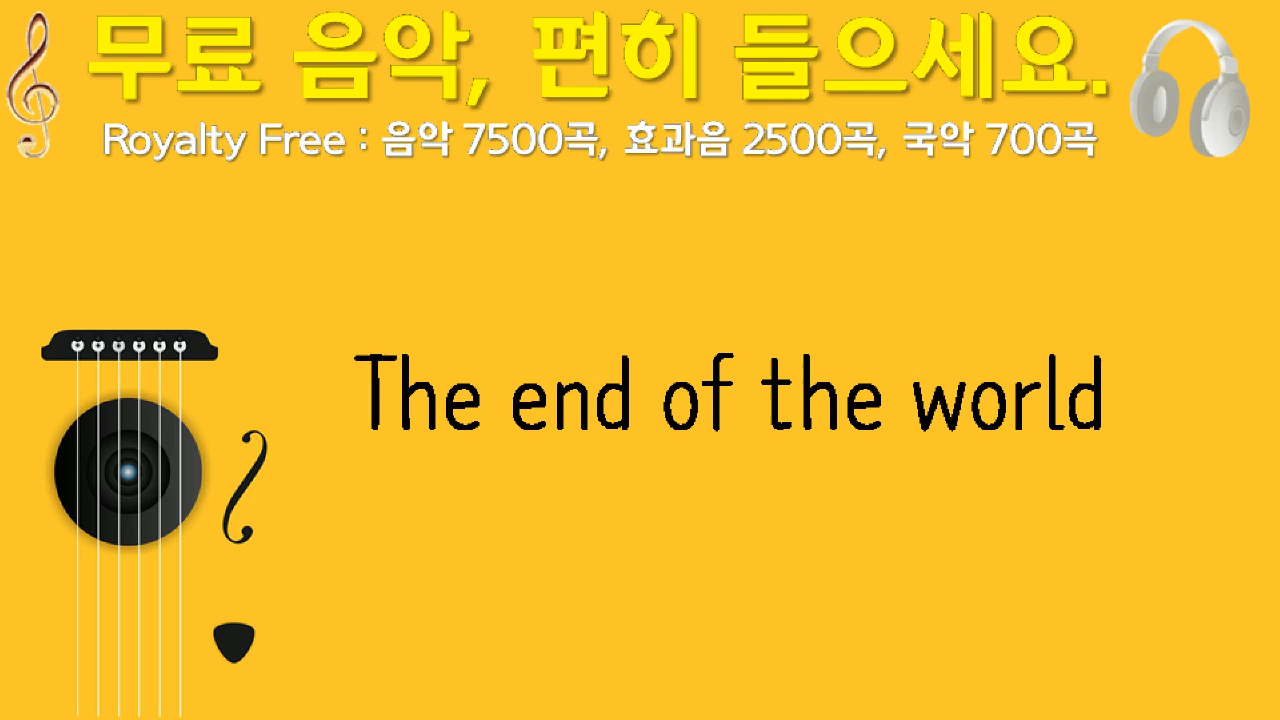 무료 음악, 편히 들으세요.
Royalty Free : 음악 7500곡, 효과음 2500곡, 국악 700곡
The end of the world